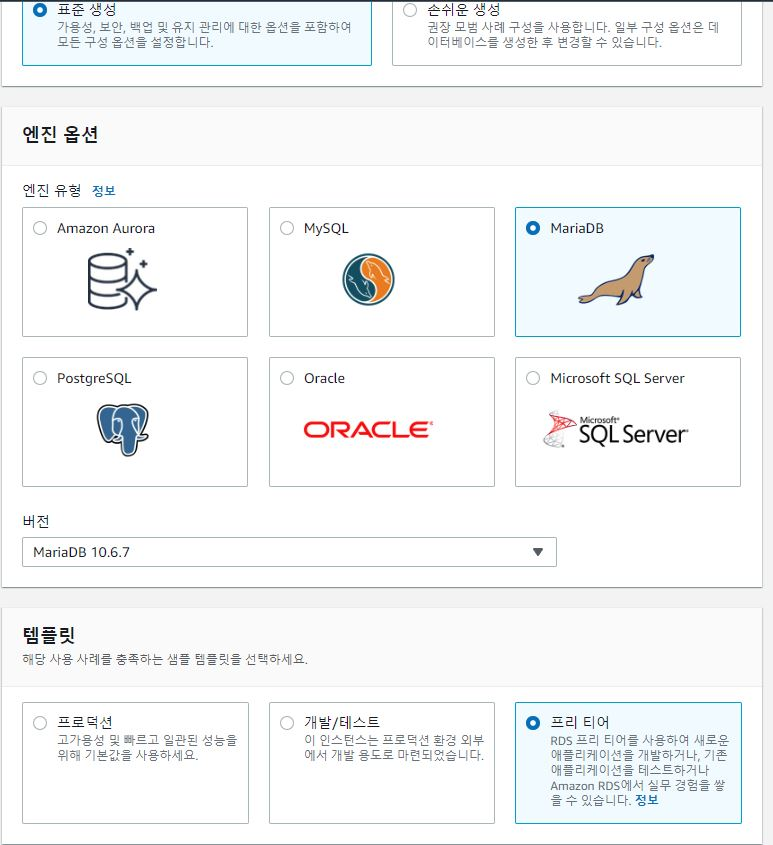 표준 생성
가용성, 보안, 백업 및 유지 관리에 대한 옵션을 포함하여
모든 구성 옵션을 설정합니다.
손쉬운 생성
권장 모범 사례 구성을 사용합니다. 일부 구성 옵션은 데
이터베이스를 생성한 후 변경할 수 있습니다.
엔진 옵션
엔진 유형 정보
Amazon Aurora
MySQL
MariaDB
PostgreSQL
Oracle
ORACLE
Microsoft SQL Server
Microsoft
SQL Server
버전
MariaDB 10.6.7
템플릿
해당 사용 사례를 충족하는 샘플 템플릿을 선택하세요.
프로덕션
고가용성 및 빠르고 일관된 성능을
위해 기본값을 사용하세요.
개발/테스트
이 인스턴스는 프로덕션 환경 외부
에서 개발 용도로 마련되었습니다.
프리 티어
RDS 프리 티어를 사용하여 새로운
애플리케이션을 개발하거나, 기존
애플리케이션을 테스트하거나
Amazon RDS에서 실무 경험을 쌓
을 수 있습니다. 정보